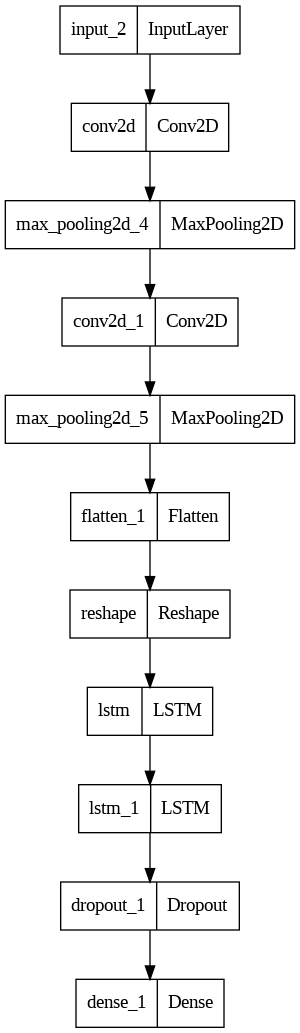 input_2 InputLayer
conv2d Conv2D
max_pooling2d_4 MaxPooling2D
conv2d_1 Conv2D
max_pooling2d_5 MaxPooling2D
flatten_1 Flatten
reshape Reshape
lstm LSTM
lstm_1 LSTM
dropout_1 Dropout
dense_1 Dense